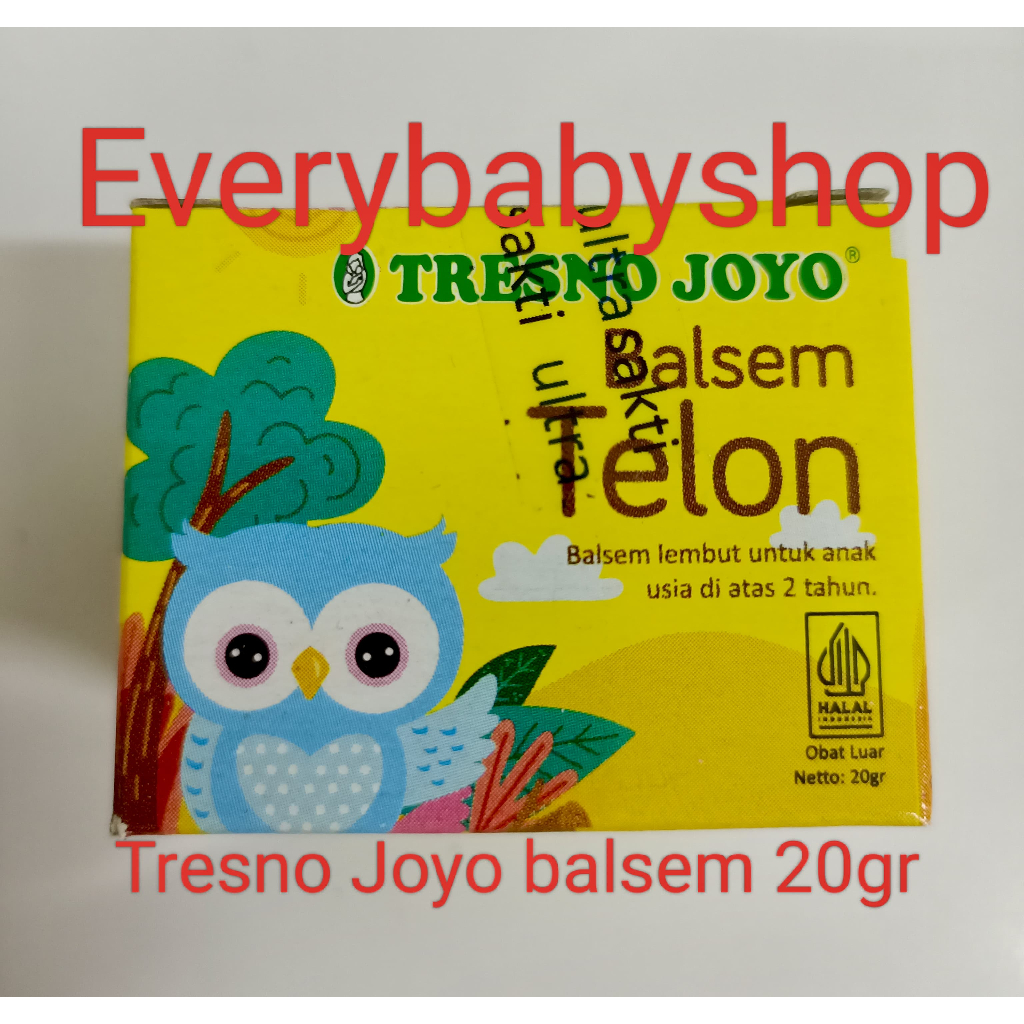 Everybabyshop
TRESNO JOYO®
sakti ultra
ultra sakti
Balsem
Telon
Balsem lembut untuk anak
usia di atas 2 tahun.
HALAL
INDONESIA
Obat Luar
Netto: 20gr
Tresno Joyo balsem 20gr